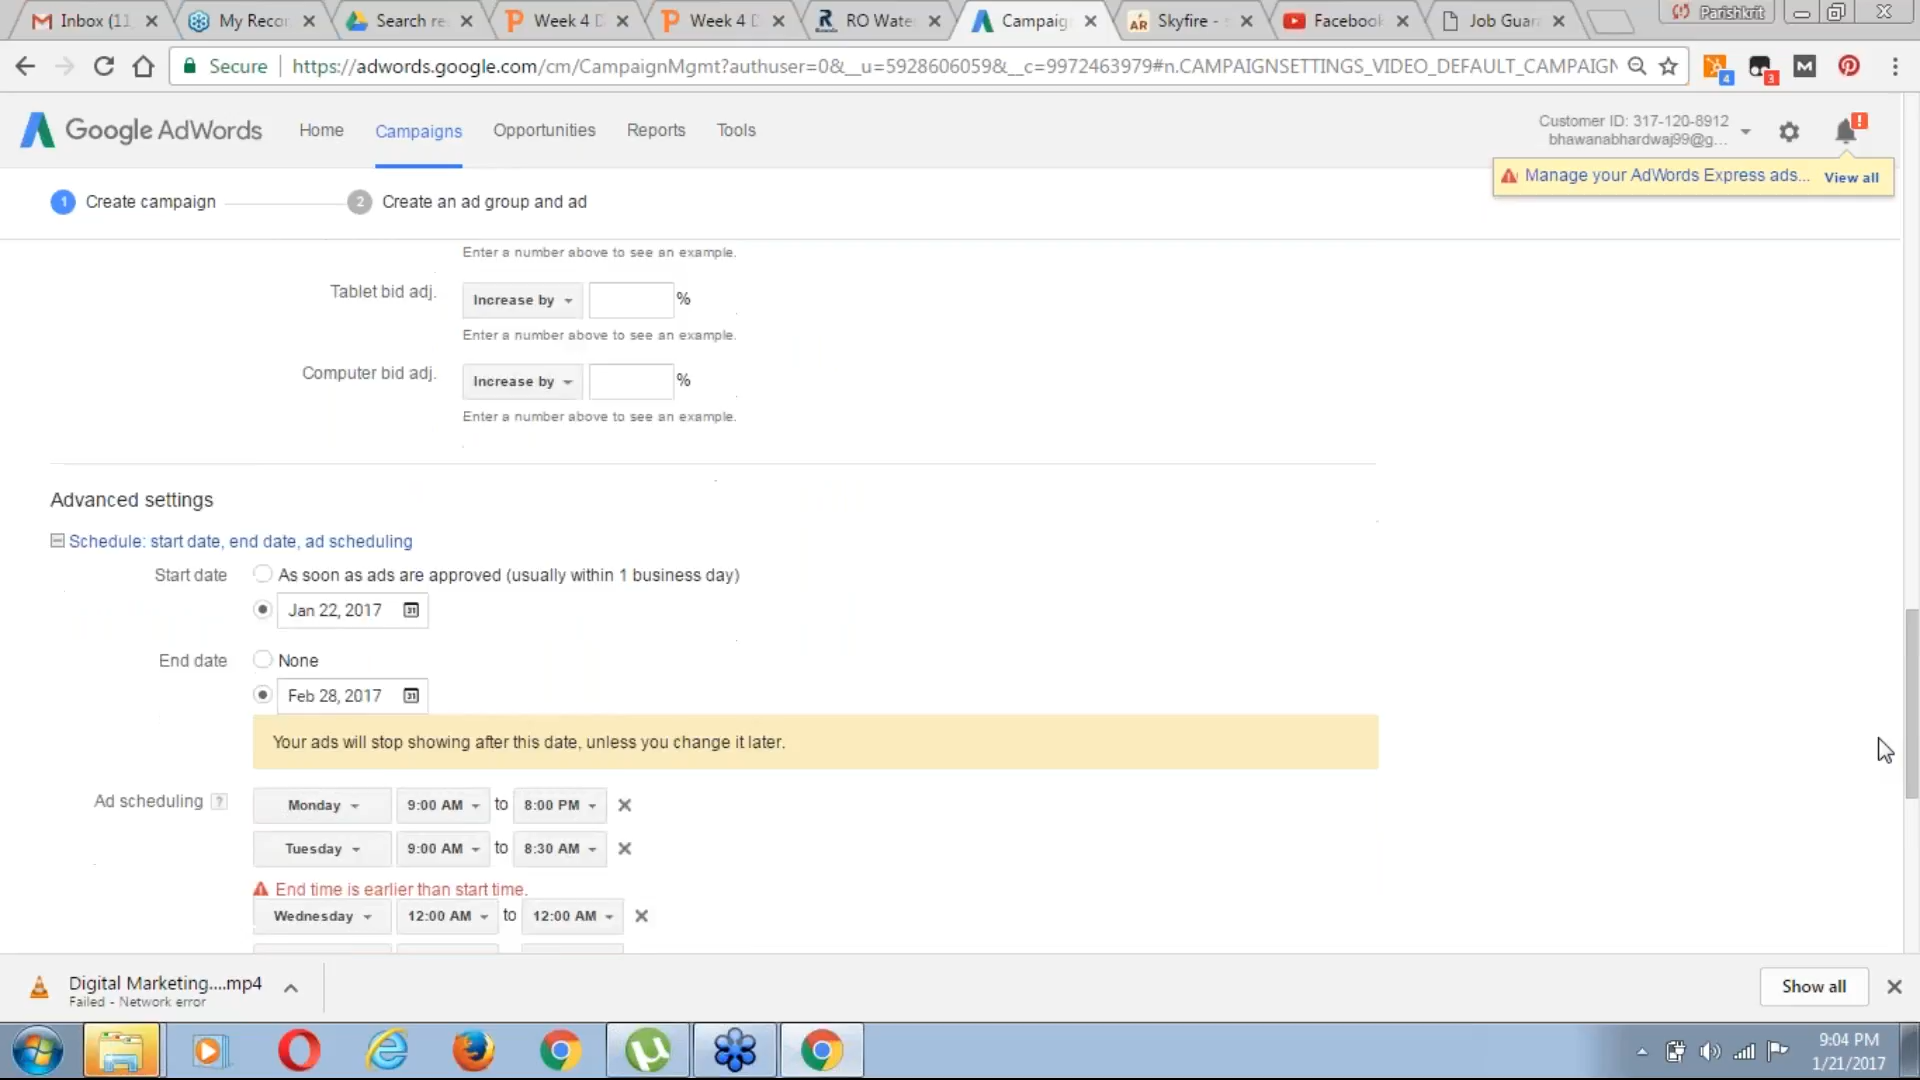 Inbox (11
My Recor
Search re
Week 4 D
Week 4 D
RO Wate
Campaig
Skyfire -
Facebook
Job Guar
Parishkrit
Secure
https://adwords.google.com/cm/CampaignMgmt?authuser=0&__u=5928606059&__c=9972463979#n.CAMPAIGNSETTINGS_VIDEO_DEFAULT_CAMPAIGN
4
3
Google AdWords
Home
Campaigns
Opportunities
Reports
Tools
Customer ID: 317-120-8912
bhawanabhardwaj99@g...
Manage your AdWords Express ads...
View all
1 Create campaign
2 Create an ad group and ad
Enter a number above to see an example.
Tablet bid adj.
Increase by
%
Enter a number above to see an example.
Computer bid adj.
Increase by
%
Enter a number above to see an example.
Advanced settings
Schedule: start date, end date, ad scheduling
Start date
As soon as ads are approved (usually within 1 business day)
Jan 22, 2017
31
End date
None
Feb 28, 2017
31
Your ads will stop showing after this date, unless you change it later.
Ad scheduling ?
Monday 9:00 AM to 8:00 PM
Tuesday 9:00 AM to 8:30 AM
End time is earlier than start time.
Wednesday 12:00 AM to 12:00 AM
Digital Marketing....mp4
Failed - Network error
Show all
9:04 PM
1/21/2017